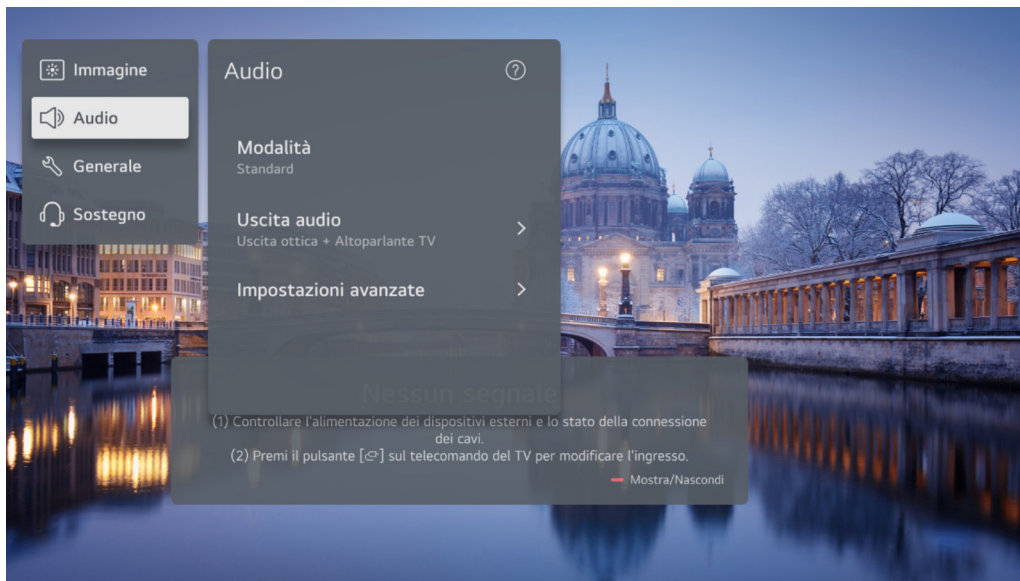 Immagine
Audio
Generale
Sostegno
Audio
?
Modalità
Standard
Uscita audio
Uscita ottica + Altoparlante TV
Impostazioni avanzate
Nessun segnale
(1) Controllare l'alimentazione dei dispositivi esterni e lo stato della connessione
dei cavi.
(2) Premi il pulsante [⮐] sul telecomando del TV per modificare l'ingresso.
Mostra/Nascondi